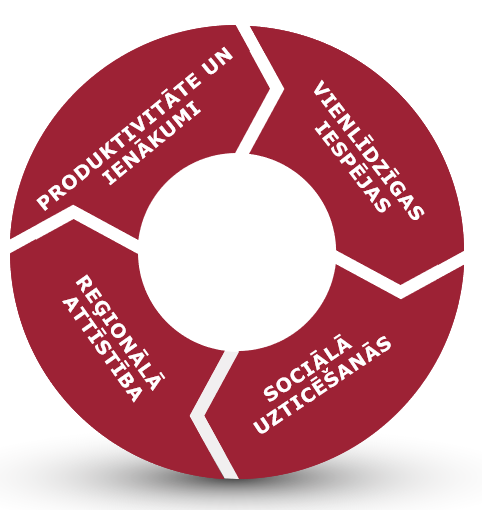 PRODUKTIVITĀTE UN
IENĀKUMI
VIENLĪDZĪGAS
IESPĒJAS
SOCIĀLĀ
UZTICĒŠANĀS
REĢIONĀLĀ
ATTĪSTĪBA